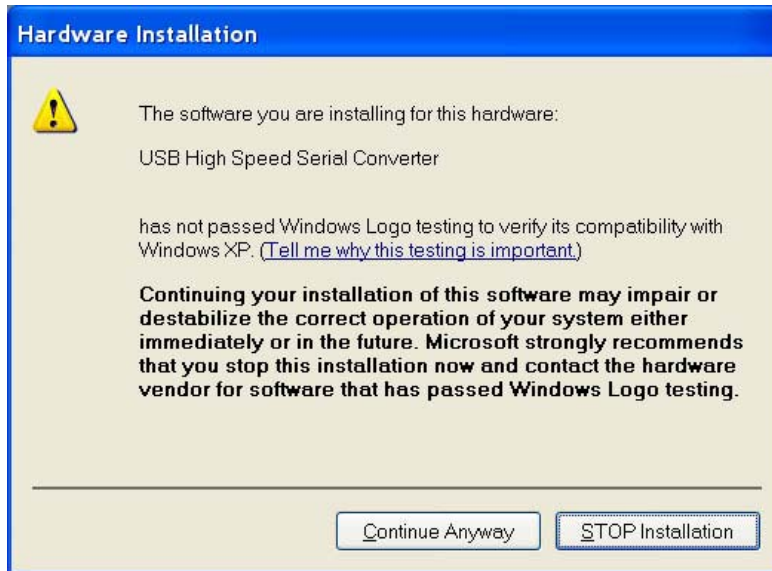 Hardware Installation
The software you are installing for this hardware:
USB High Speed Serial Converter
has not passed Windows Logo testing to verify its compatibility with
Windows XP. (Tell me why this testing is important.)
Continuing your installation of this software may impair or
destabilize the correct operation of your system either
immediately or in the future. Microsoft strongly recommends
that you stop this installation now and contact the hardware
vendor for software that has passed Windows Logo testing.
Continue Anyway
STOP Installation